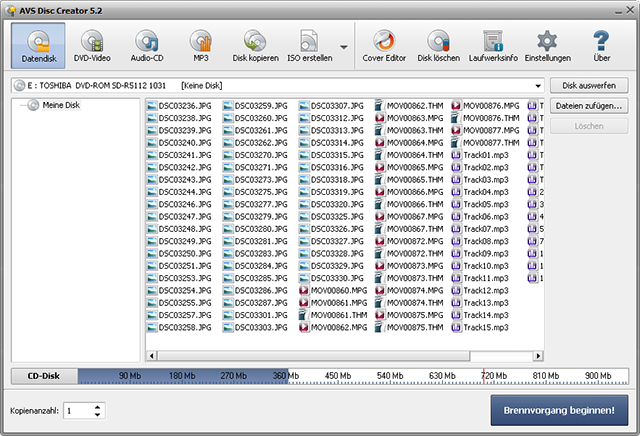 AVS Disc Creator 5.2
Datendisk
DVD-Video
Audio-CD
MP3
Disk kopieren
ISO erstellen
Cover Editor
Disk löschen
Laufwerksinfo
Einstellungen
Über
E : TOSHIBA DVD-ROM SD-R5112 1031 [Keine Disk]
Disk auswerfen
Dateien zufügen...
Löschen
Meine Disk
DSC03236.JPG
DSC03238.JPG
DSC03239.JPG
DSC03240.JPG
DSC03241.JPG
DSC03242.JPG
DSC03243.JPG
DSC03244.JPG
DSC03246.JPG
DSC03247.JPG
DSC03248.JPG
DSC03249.JPG
DSC03250.JPG
DSC03251.JPG
DSC03253.JPG
DSC03254.JPG
DSC03255.JPG
DSC03257.JPG
DSC03258.JPG
DSC03259.JPG
DSC03260.JPG
DSC03261.JPG
DSC03262.JPG
DSC03270.JPG
DSC03271.JPG
DSC03273.JPG
DSC03275.JPG
DSC03277.JPG
DSC03279.JPG
DSC03280.JPG
DSC03281.JPG
DSC03283.JPG
DSC03284.JPG
DSC03285.JPG
DSC03286.JPG
DSC03287.JPG
DSC03301.JPG
DSC03303.JPG
DSC03307.JPG
DSC03312.JPG
DSC03313.JPG
DSC03314.JPG
DSC03315.JPG
DSC03316.JPG
DSC03318.JPG
DSC03319.JPG
DSC03320.JPG
DSC03325.JPG
DSC03326.JPG
DSC03327.JPG
DSC03328.JPG
DSC03329.JPG
DSC03330.JPG
MOV00860.MPG
MOV00861.MPG
MOV00861.THM
MOV00862.MPG
MOV00862.THM
MOV00863.MPG
MOV00863.THM
MOV00864.MPG
MOV00864.THM
MOV00865.MPG
MOV00865.THM
MOV00866.MPG
MOV00866.THM
MOV00867.MPG
MOV00867.THM
MOV00872.MPG
MOV00872.THM
MOV00873.MPG
MOV00873.THM
MOV00874.MPG
MOV00874.THM
MOV00875.MPG
MOV00875.THM
MOV00876.MPG
MOV00876.THM
MOV00877.MPG
MOV00877.THM
Track01.mp3
Track02.mp3
Track03.mp3
Track04.mp3
Track05.mp3
Track06.mp3
Track07.mp3
Track08.mp3
Track09.mp3
Track10.mp3
Track11.mp3
Track12.mp3
Track13.mp3
Track14.mp3
Track15.mp3
CD-Disk
90 Mb 180 Mb 270 Mb 360 Mb 450 Mb 540 Mb 630 Mb 720 Mb 810 Mb 900 Mb
Kopienanzahl: 1
Brennvorgang beginnen!